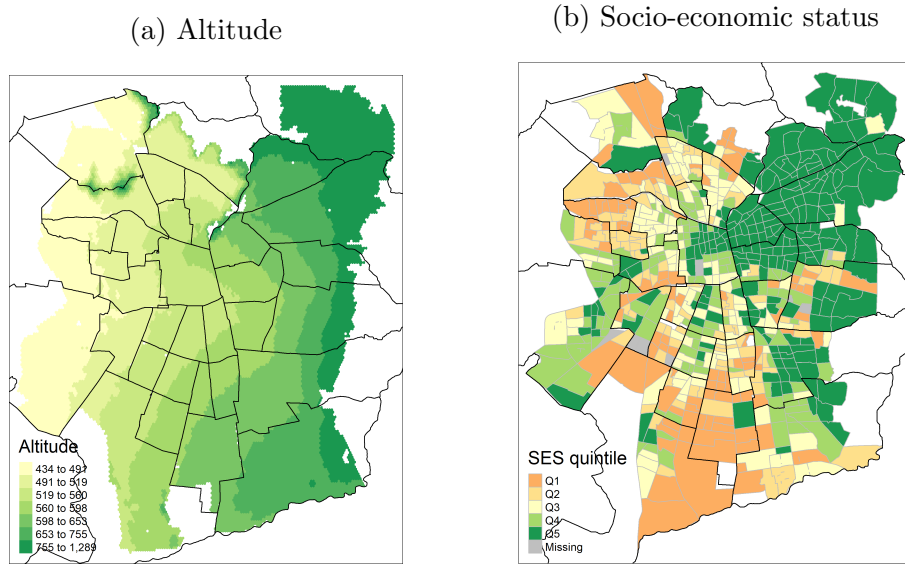 (a) Altitude
Altitude
434 to 491
491 to 519
519 to 560
560 to 598
598 to 653
653 to 755
755 to 1,289
(b) Socio-economic status
SES quintile
Q1
Q2
Q3
Q4
Q5
Missing